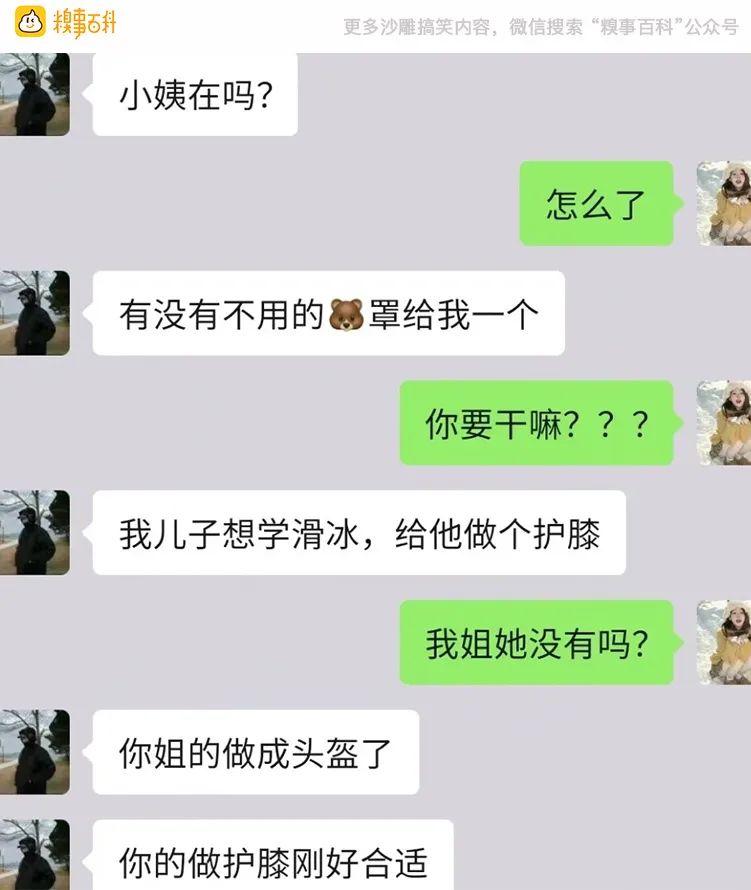 糗事百科
更多沙雕搞笑内容，微信搜索“糗事百科”公众号
小姨在吗？
怎么了
有没有不用的🐻罩给我一个
你要干嘛？？？
我儿子想学滑冰，给他做个护膝
我姐她没有吗？
你姐的做成头盔了
你的做护膝刚好合适